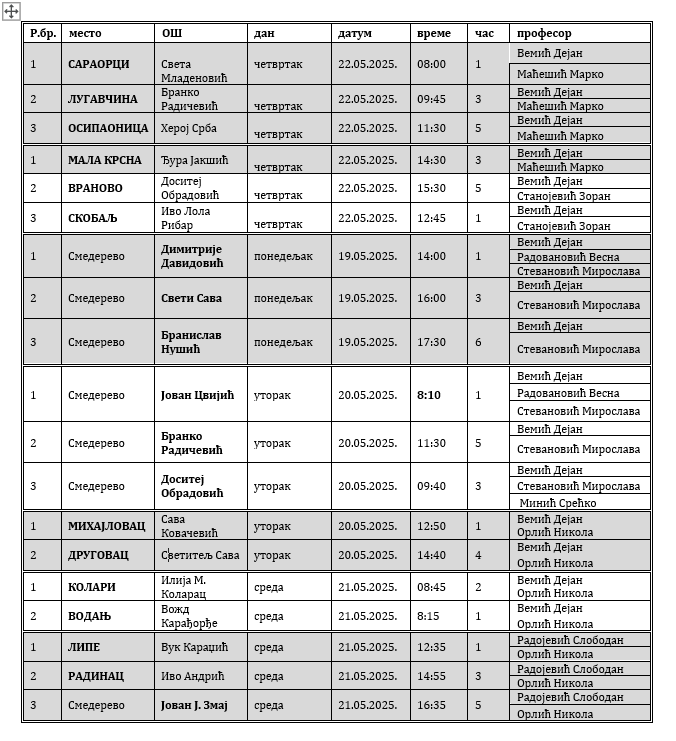 Р.бр. место ОШ дан датум време час професор
1 САРАОРЦИ Света Младеновић четвртак 22.05.2025. 08:00 1 Вемић Дејан
Маћешић Марко
2 ЛУГАВЧИНА Бранко Радичевић четвртак 22.05.2025. 09:45 3 Вемић Дејан
Маћешић Марко
3 ОСИПАОНИЦА Херој Срба четвртак 22.05.2025. 11:30 5 Вемић Дејан
Маћешић Марко
1 МАЛА КРСНА Ђура Јакшић четвртак 22.05.2025. 14:30 3 Вемић Дејан
Маћешић Марко
2 ВРАНОВО Доситеј Обрадовић четвртак 22.05.2025. 15:30 5 Вемић Дејан
Станојевић Зоран
3 СКОБАЉ Иво Лола Рибар четвртак 22.05.2025. 12:45 1 Вемић Дејан
Станојевић Зоран
1 Смедерево Димитрије Давидовић понедељак 19.05.2025. 14:00 1 Вемић Дејан
Радовановић Весна
Стевановић Мирослава
2 Смедерево Свети Сава понедељак 19.05.2025. 16:00 3 Вемић Дејан
Стевановић Мирослава
3 Смедерево Бранислав Нушић понедељак 19.05.2025. 17:30 6 Вемић Дејан
Стевановић Мирослава
1 Смедерево Јован Цвијић уторак 20.05.2025. 8:10 1 Вемић Дејан
Радовановић Весна
Стевановић Мирослава
2 Смедерево Бранко Радичевић уторак 20.05.2025. 11:30 5 Вемић Дејан
Стевановић Мирослава
3 Смедерево Доситеј Обрадовић уторак 20.05.2025. 09:40 3 Вемић Дејан
Стевановић Мирослава
Минић Срећко
1 МИХАЈЛОВАЦ Сава Ковачевић уторак 20.05.2025. 12:50 1 Вемић Дејан
Орлић Никола
2 ДРУГОВАЦ Светитељ Сава уторак 20.05.2025. 14:40 4 Вемић Дејан
Орлић Никола
1 КОЛАРИ Илија М. Коларац среда 21.05.2025. 08:45 2 Вемић Дејан
Орлић Никола
2 ВОДАЊ Вожд Карађорђе среда 21.05.2025. 8:15 1 Вемић Дејан
Орлић Никола
1 ЛИПЕ Вук Караџић среда 21.05.2025. 12:35 1 Радојевић Слободан
Орлић Никола
2 РАДИНАЦ Иво Андрић среда 21.05.2025. 14:55 3 Радојевић Слободан
Орлић Никола
3 Смедерево Јован Ј. Змај среда 21.05.2025. 16:35 5 Радојевић Слободан
Орлић Никола